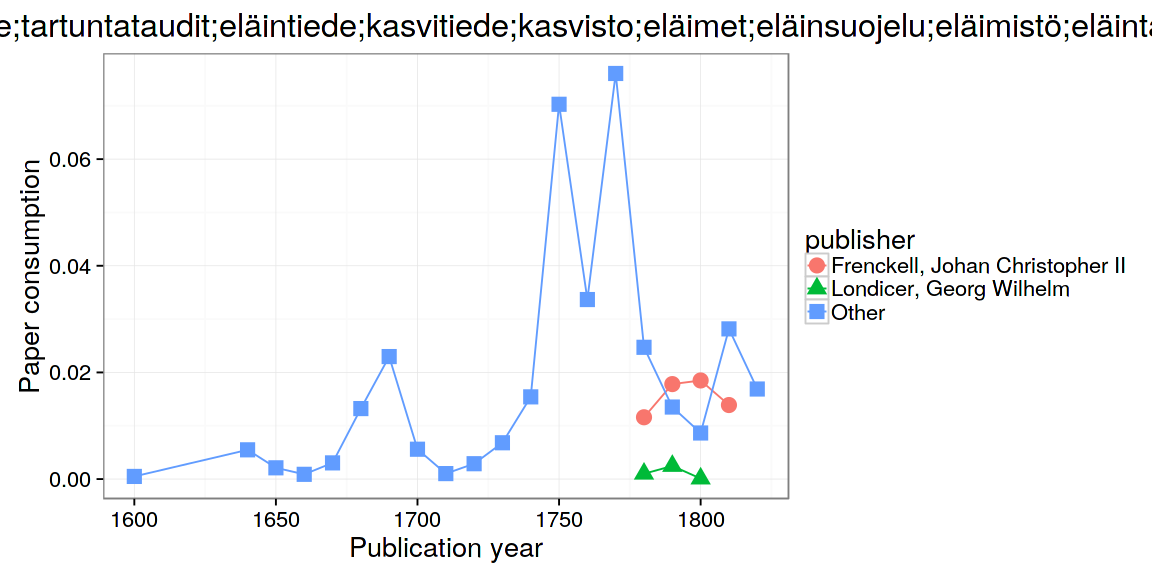 e;tartuntataudit;eläintiede;kasvitiede;kasvisto;eläimet;eläinsuojelu;eläimistö;eläinta
Paper consumption
0.06
0.04
0.02
0.00
1600 1650 1700 1750 1800
Publication year
publisher
Frenckell, Johan Christopher II
Londicer, Georg Wilhelm
Other